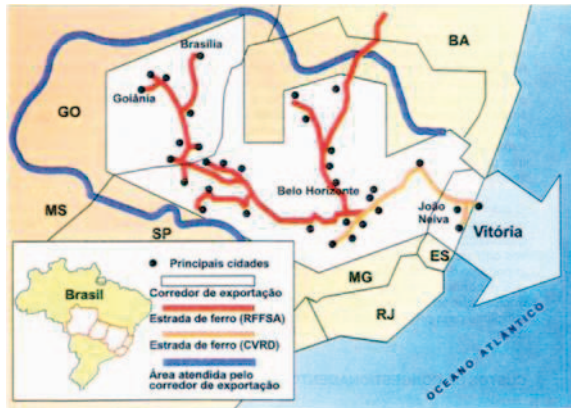 BA
Brasília
Goiânia
GO
Belo Horizonte
João
Neiva
Vitória
MS
SP
ES
MG
RJ
OCEANO ATLÂNTICO
Brasil
Principais cidades
Corredor de exportação
Estrada de ferro (RFFSA)
Estrada de ferro (CVRD)
Área atendida pelo
corredor de exportação